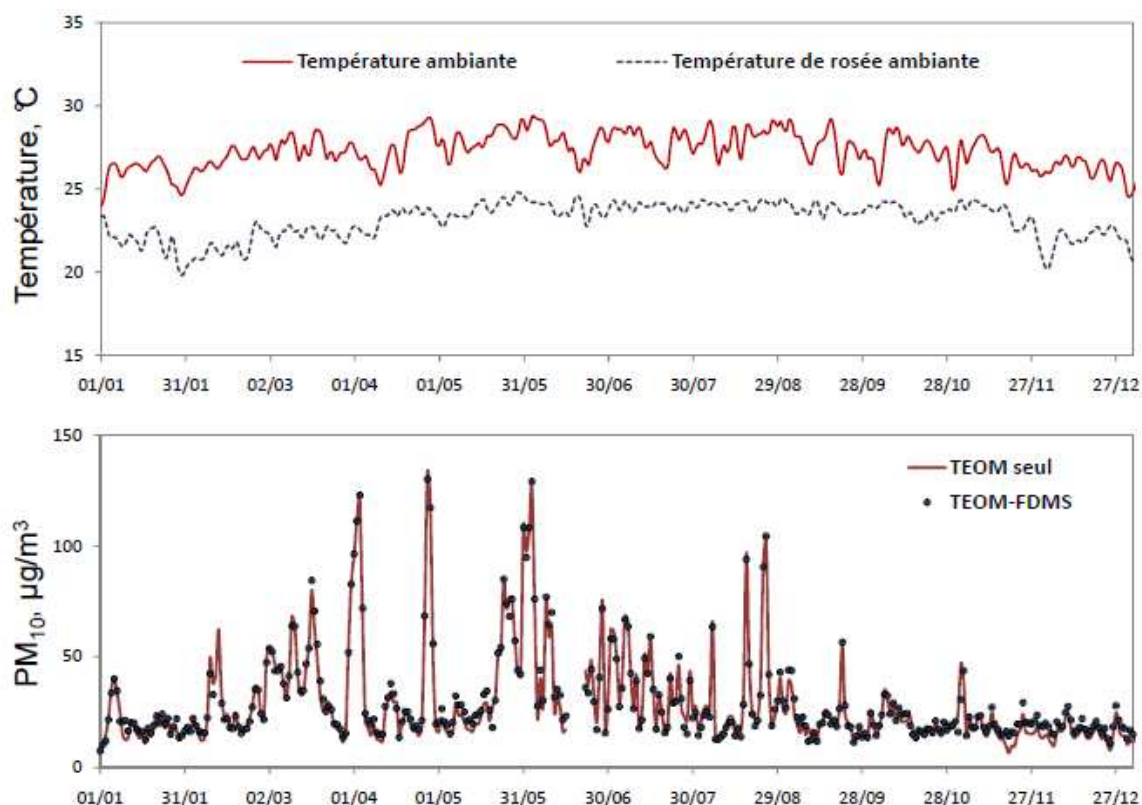 35
Température ambiante Température de rosée ambiante
30
25
20
15
Température, °C
01/01 31/01 02/03 01/04 01/05 31/05 30/06 30/07 29/08 28/09 28/10 27/11 27/12
150
TEOM seul
TEOM-FDMS
100
50
0
PM10, µg/m³
01/01 31/01 02/03 01/04 01/05 31/05 30/06 30/07 29/08 28/09 28/10 27/11 27/12